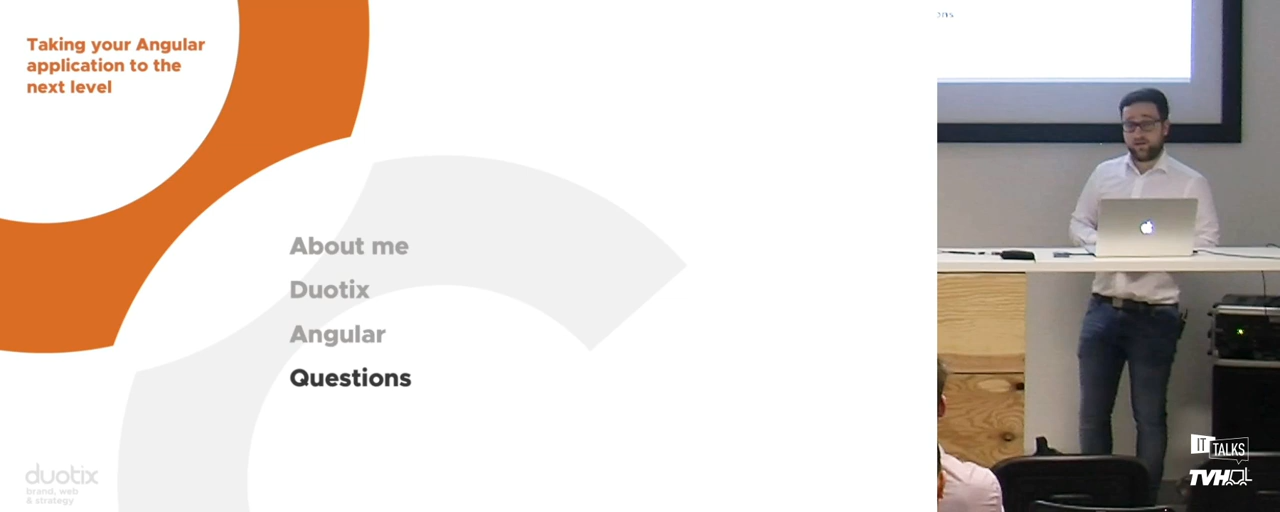 Taking your Angular
application to the
next level
About me
Duotix
Angular
Questions
duotix
brand, web
& strategy
IT
TALKS
TVH